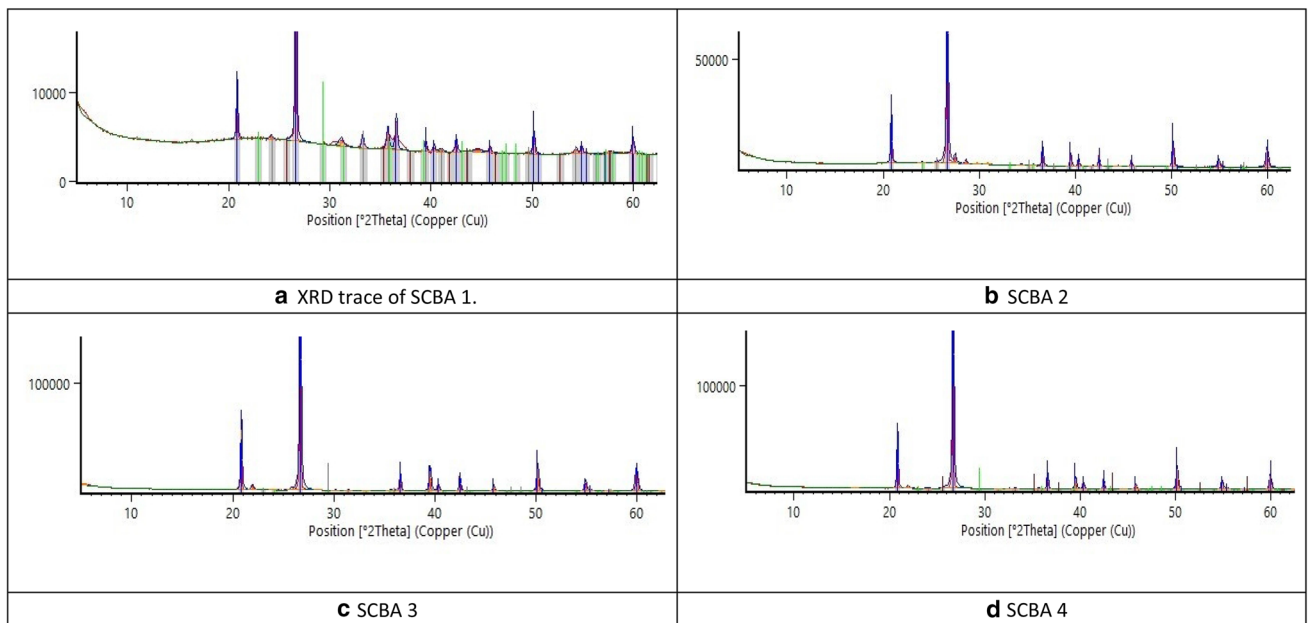 10000
0
10 20 30 40 50 60
Position [°2Theta] (Copper (Cu))
a XRD trace of SCBA 1.
50000
10 20 30 40 50 60
Position [°2Theta] (Copper (Cu))
b SCBA 2
100000
10 20 30 40 50 60
Position [°2Theta] (Copper (Cu))
c SCBA 3
100000
10 20 30 40 50 60
Position [°2Theta] (Copper (Cu))
d SCBA 4